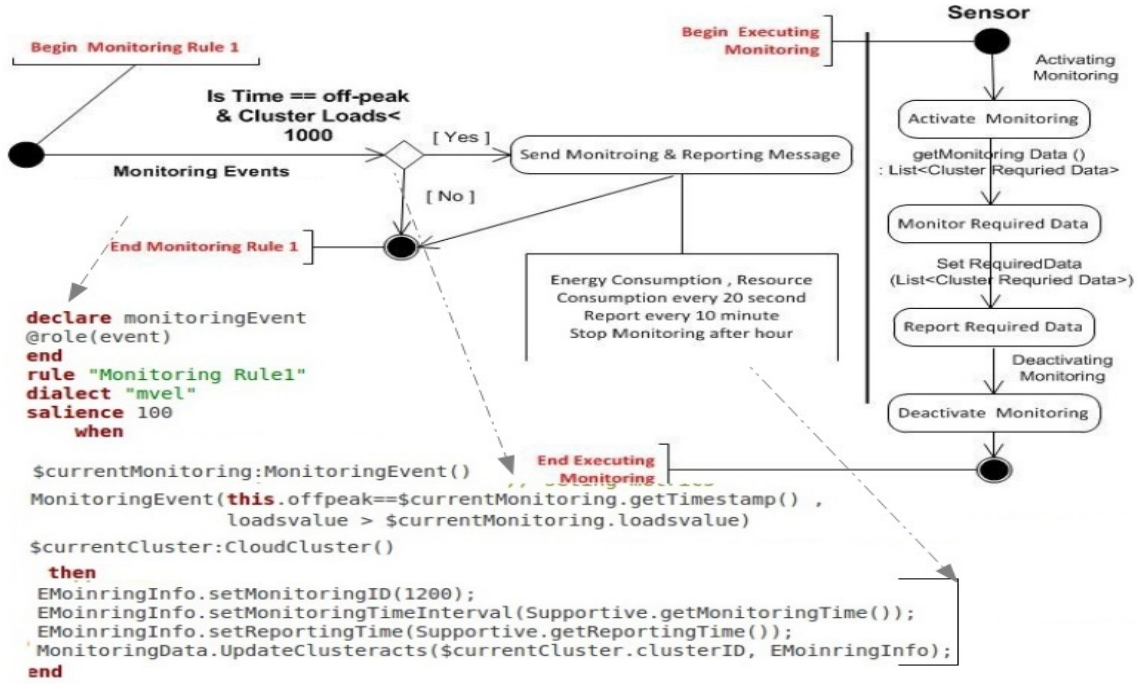 Begin Monitoring Rule 1
Is Time == off-peak
& Cluster Loads<
1000
[ Yes ]
Send Monitroing & Reporting Message
Monitoring Events
[ No ]
End Monitoring Rule 1
Energy Consumption , Resource
Consumption every 20 second
Report every 10 minute
Stop Monitoring after hour
Sensor
Begin Executing
Monitoring
Activating
Monitoring
Activate Monitoring
getMonitoring Data ()
: List<Cluster Requried Data>
Monitor Required Data
Set RequiredData
(List<Cluster Requried Data>)
Report Required Data
Deactivating
Monitoring
Deactivate Monitoring
End Executing
Monitoring
declare monitoringEvent
@role(event)
end
rule "Monitoring Rule1"
dialect "mvel"
salience 100
when
$currentMonitoring:MonitoringEvent()
MonitoringEvent(this.offpeak==$currentMonitoring.getTimestamp() ,
loadsvalue > $currentMonitoring.loadsvalue)
$currentCluster:CloudCluster()
then
EMoinringInfo.setMonitoringID(1200);
EMoinringInfo.setMonitoringTimeInterval(Supportive.getMonitoringTime());
EMoinringInfo.setReportingTime(Supportive.getReportingTime());
MonitoringData.UpdateClusteracts($currentCluster.clusterID, EMoinringInfo);
end